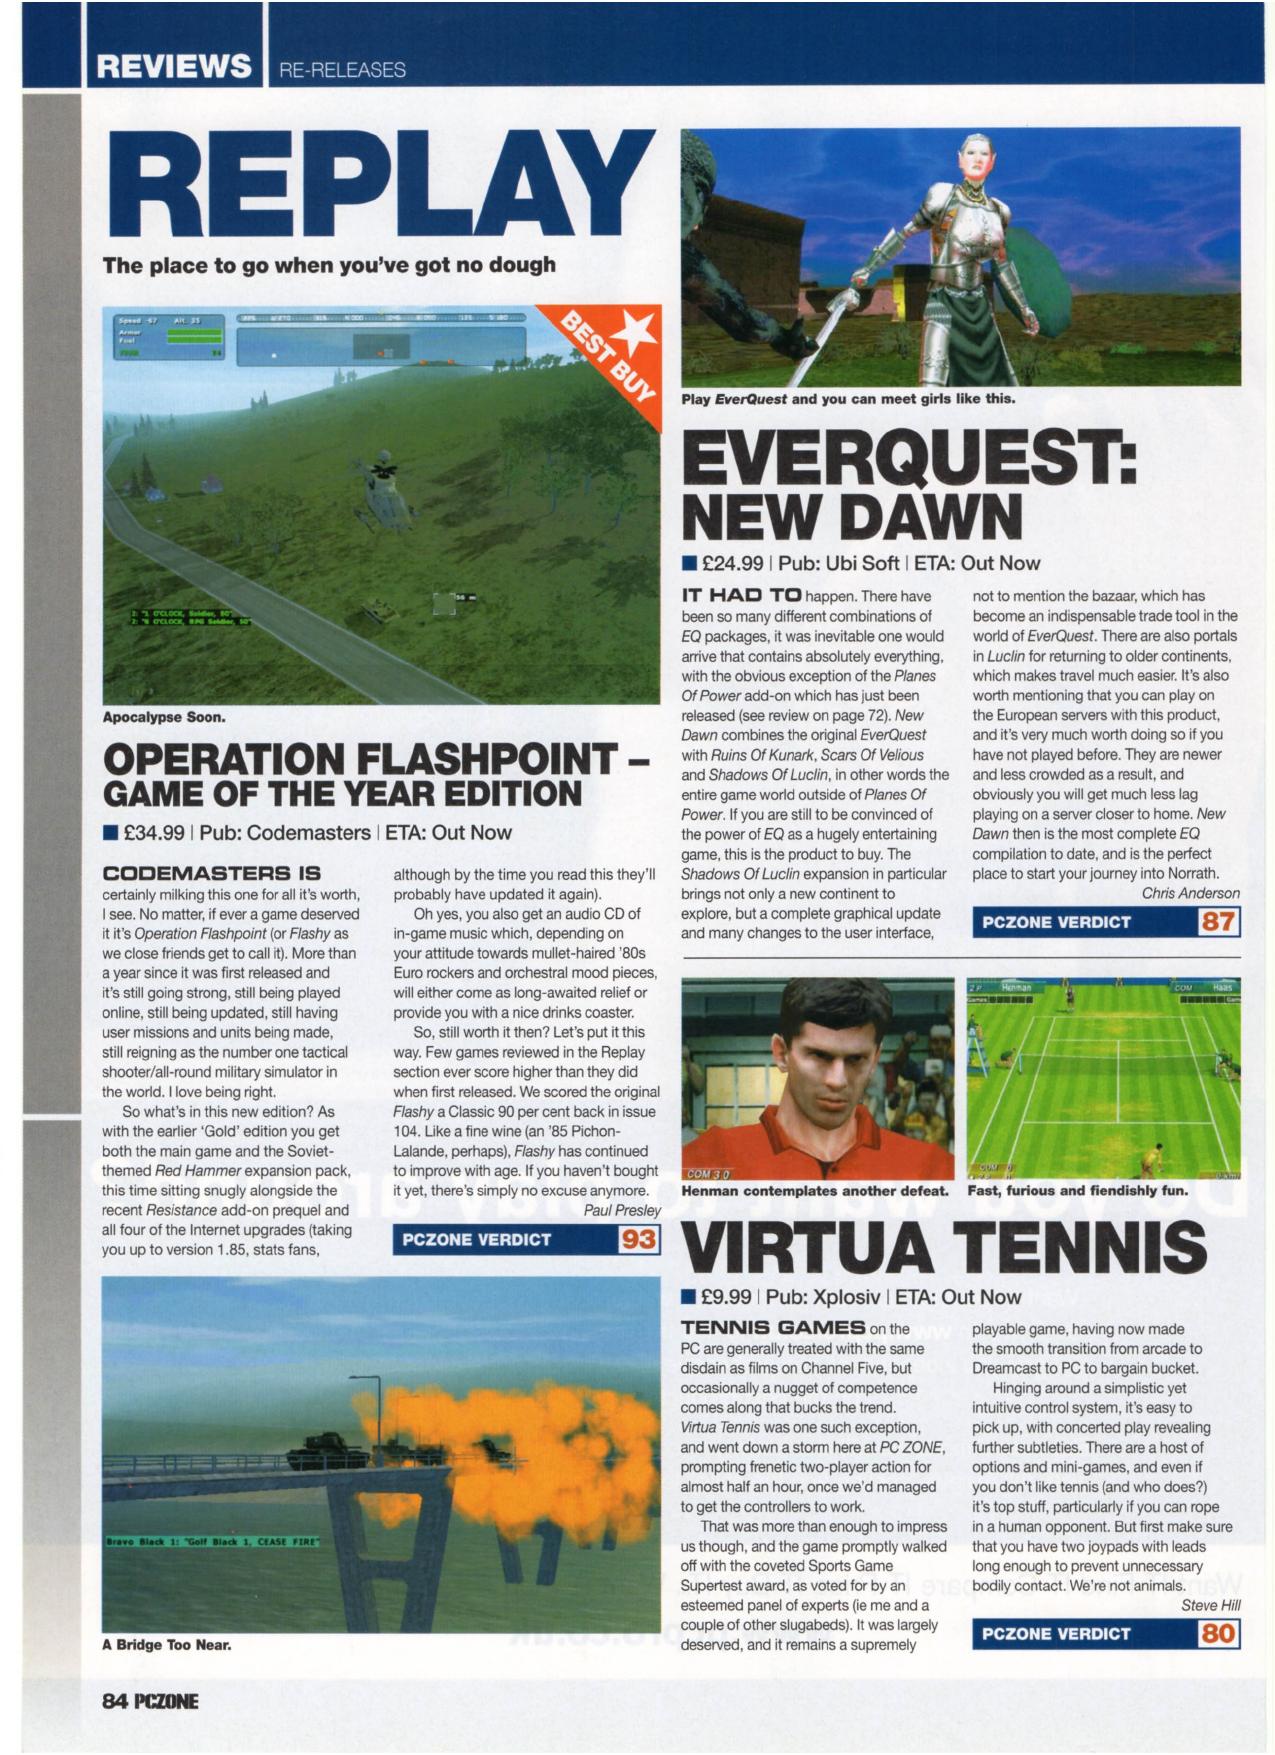 REVIEWS
RE-RELEASES
REPLAY
The place to go when you've got no dough
BEST BUY
Apocalypse Soon.
OPERATION FLASHPOINT –
GAME OF THE YEAR EDITION
£34.99 | Pub: Codemasters | ETA: Out Now
CODEMASTERS IS
certainly milking this one for all it's worth,
I see. No matter, if ever a game deserved
it it's Operation Flashpoint (or Flashy as
we close friends get to call it). More than
a year since it was first released and
it's still going strong, still being played
online, still being updated, still having
user missions and units being made,
still reigning as the number one tactical
shooter/all-round military simulator in
the world. I love being right.
So what's in this new edition? As
with the earlier 'Gold' edition you get
both the main game and the Soviet-
themed Red Hammer expansion pack,
this time sitting snugly alongside the
recent Resistance add-on prequel and
all four of the Internet upgrades (taking
you up to version 1.85, stats fans,
although by the time you read this they'll
probably have updated it again).
Oh yes, you also get an audio CD of
in-game music which, depending on
your attitude towards mullet-haired '80s
Euro rockers and orchestral mood pieces,
will either come as long-awaited relief or
provide you with a nice drinks coaster.
So, still worth it then? Let's put it this
way. Few games reviewed in the Replay
section ever score higher than they did
when first released. We scored the original
Flashy a Classic 90 per cent back in issue
104. Like a fine wine (an '85 Pichon-
Lalande, perhaps), Flashy has continued
to improve with age. If you haven't bought
it yet, there's simply no excuse anymore.
Paul Presley
PCZONE VERDICT 93
Bravo Black 1: "Golf Black 1, CEASE FIRE"
A Bridge Too Near.
Play EverQuest and you can meet girls like this.
EVERQUEST:
NEW DAWN
£24.99 | Pub: Ubi Soft | ETA: Out Now
IT HAD TO happen. There have
been so many different combinations of
EQ packages, it was inevitable one would
arrive that contains absolutely everything,
with the obvious exception of the Planes
Of Power add-on which has just been
released (see review on page 72). New
Dawn combines the original EverQuest
with Ruins Of Kunark, Scars Of Velious
and Shadows Of Luclin, in other words the
entire game world outside of Planes Of
Power. If you are still to be convinced of
the power of EQ as a hugely entertaining
game, this is the product to buy. The
Shadows Of Luclin expansion in particular
brings not only a new continent to
explore, but a complete graphical update
and many changes to the user interface,
not to mention the bazaar, which has
become an indispensable trade tool in the
world of EverQuest. There are also portals
in Luclin for returning to older continents,
which makes travel much easier. It's also
worth mentioning that you can play on
the European servers with this product,
and it's very much worth doing so if you
have not played before. They are newer
and less crowded as a result, and
obviously you will get much less lag
playing on a server closer to home. New
Dawn then is the most complete EQ
compilation to date, and is the perfect
place to start your journey into Norrath.
Chris Anderson
PCZONE VERDICT 87
COM 3 0
Henman contemplates another defeat.
2 P Henman
COM Haas
Games
Fast, furious and fiendishly fun.
VIRTUA TENNIS
£9.99 | Pub: Xplosiv | ETA: Out Now
TENNIS GAMES on the
PC are generally treated with the same
disdain as films on Channel Five, but
occasionally a nugget of competence
comes along that bucks the trend.
Virtua Tennis was one such exception,
and went down a storm here at PC ZONE,
prompting frenetic two-player action for
almost half an hour, once we'd managed
to get the controllers to work.
That was more than enough to impress
us though, and the game promptly walked
off with the coveted Sports Game
Supertest award, as voted for by an
esteemed panel of experts (ie me and a
couple of other slugabeds). It was largely
deserved, and it remains a supremely
playable game, having now made
the smooth transition from arcade to
Dreamcast to PC to bargain bucket.
Hinging around a simplistic yet
intuitive control system, it's easy to
pick up, with concerted play revealing
further subtleties. There are a host of
options and mini-games, and even if
you don't like tennis (and who does?)
it's top stuff, particularly if you can rope
in a human opponent. But first make sure
that you have two joypads with leads
long enough to prevent unnecessary
bodily contact. We're not animals.
Steve Hill
PCZONE VERDICT 80
84 PCZONE